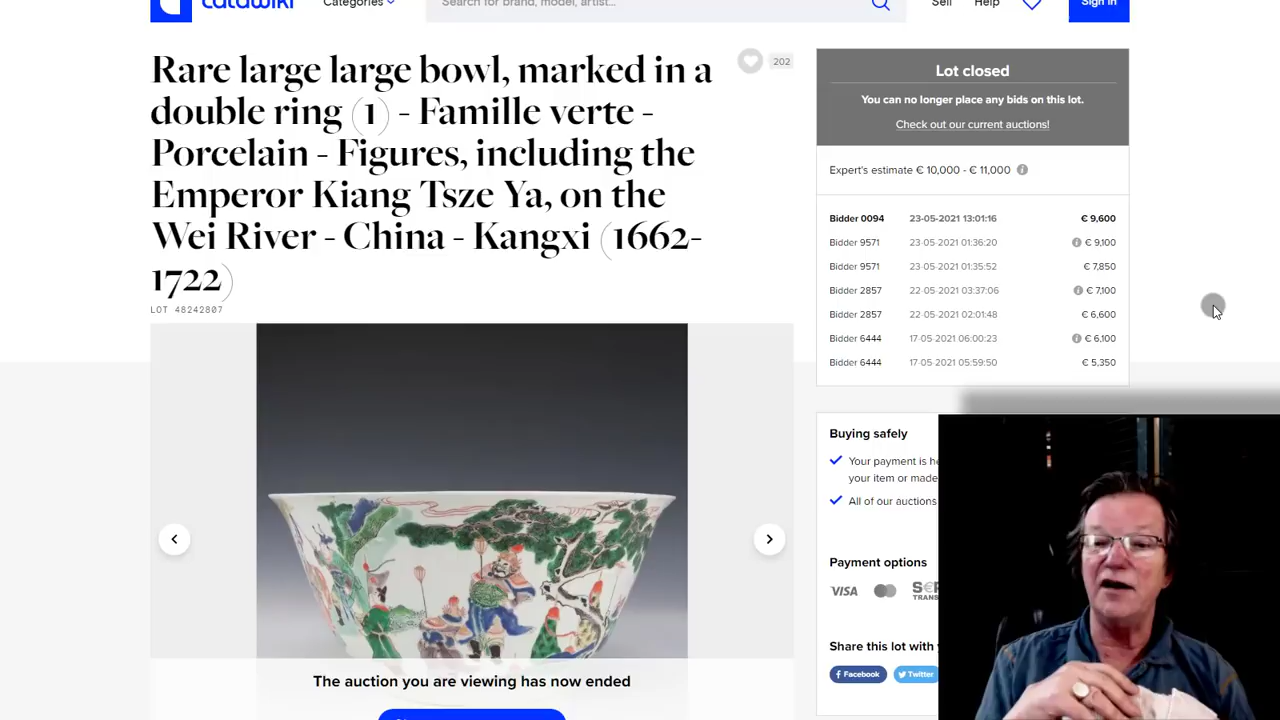 catawiki
Categories
Search for brand, model, artist...
Sell
Help
Sign in
Rare large large bowl, marked in a
double ring (1) - Famille verte -
Porcelain - Figures, including the
Emperor Kiang Tsze Ya, on the
Wei River - China - Kangxi (1662-
1722)
202
LOT 48242807
Lot closed
You can no longer place any bids on this lot.
Check out our current auctions!
Expert's estimate € 10,000 - € 11,000
Bidder 0094 23-05-2021 13:01:16 € 9,600
Bidder 9571 23-05-2021 01:36:20 € 9,100
Bidder 9571 23-05-2021 01:35:52 € 7,850
Bidder 2857 22-05-2021 03:37:06 € 7,100
Bidder 2857 22-05-2021 02:01:48 € 6,600
Bidder 6444 17-05-2021 06:00:23 € 6,100
Bidder 6444 17-05-2021 05:59:50 € 5,350
Buying safely
Your payment is he
your item or made
All of our auctions
Payment options
VISA
S€P
TRANS
Share this lot with
Facebook
Twitter
The auction you are viewing has now ended